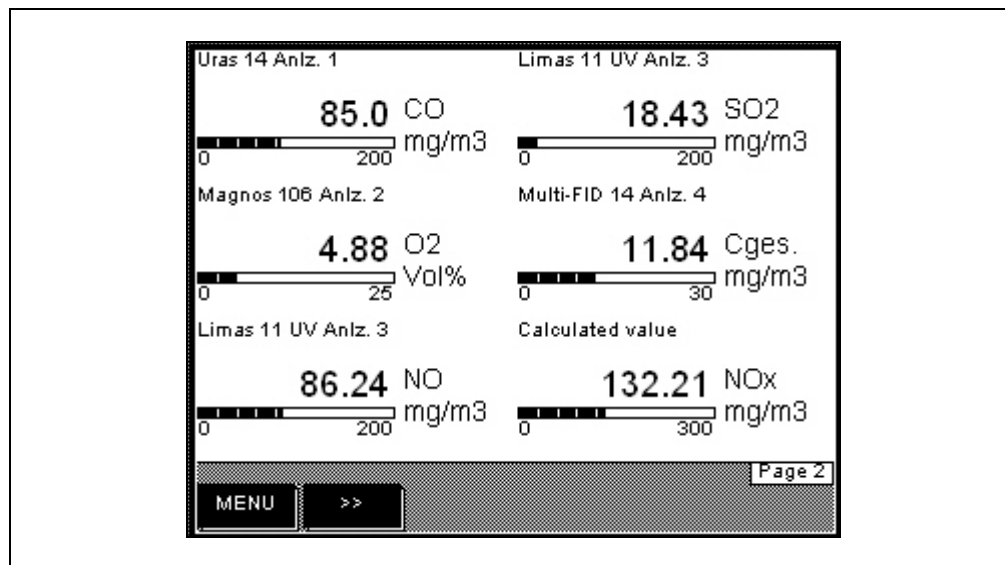 Uras 14 Anlz. 1
85.0 CO
mg/m3
0 200
Limas 11 UV Anlz. 3
18.43 SO2
mg/m3
0 200
Magnos 106 Anlz. 2
4.88 O2
Vol%
0 25
Multi-FID 14 Anlz. 4
11.84 Cges.
mg/m3
0 30
Limas 11 UV Anlz. 3
86.24 NO
mg/m3
0 200
Calculated value
132.21 NOx
mg/m3
0 300
Page 2
MENU >>